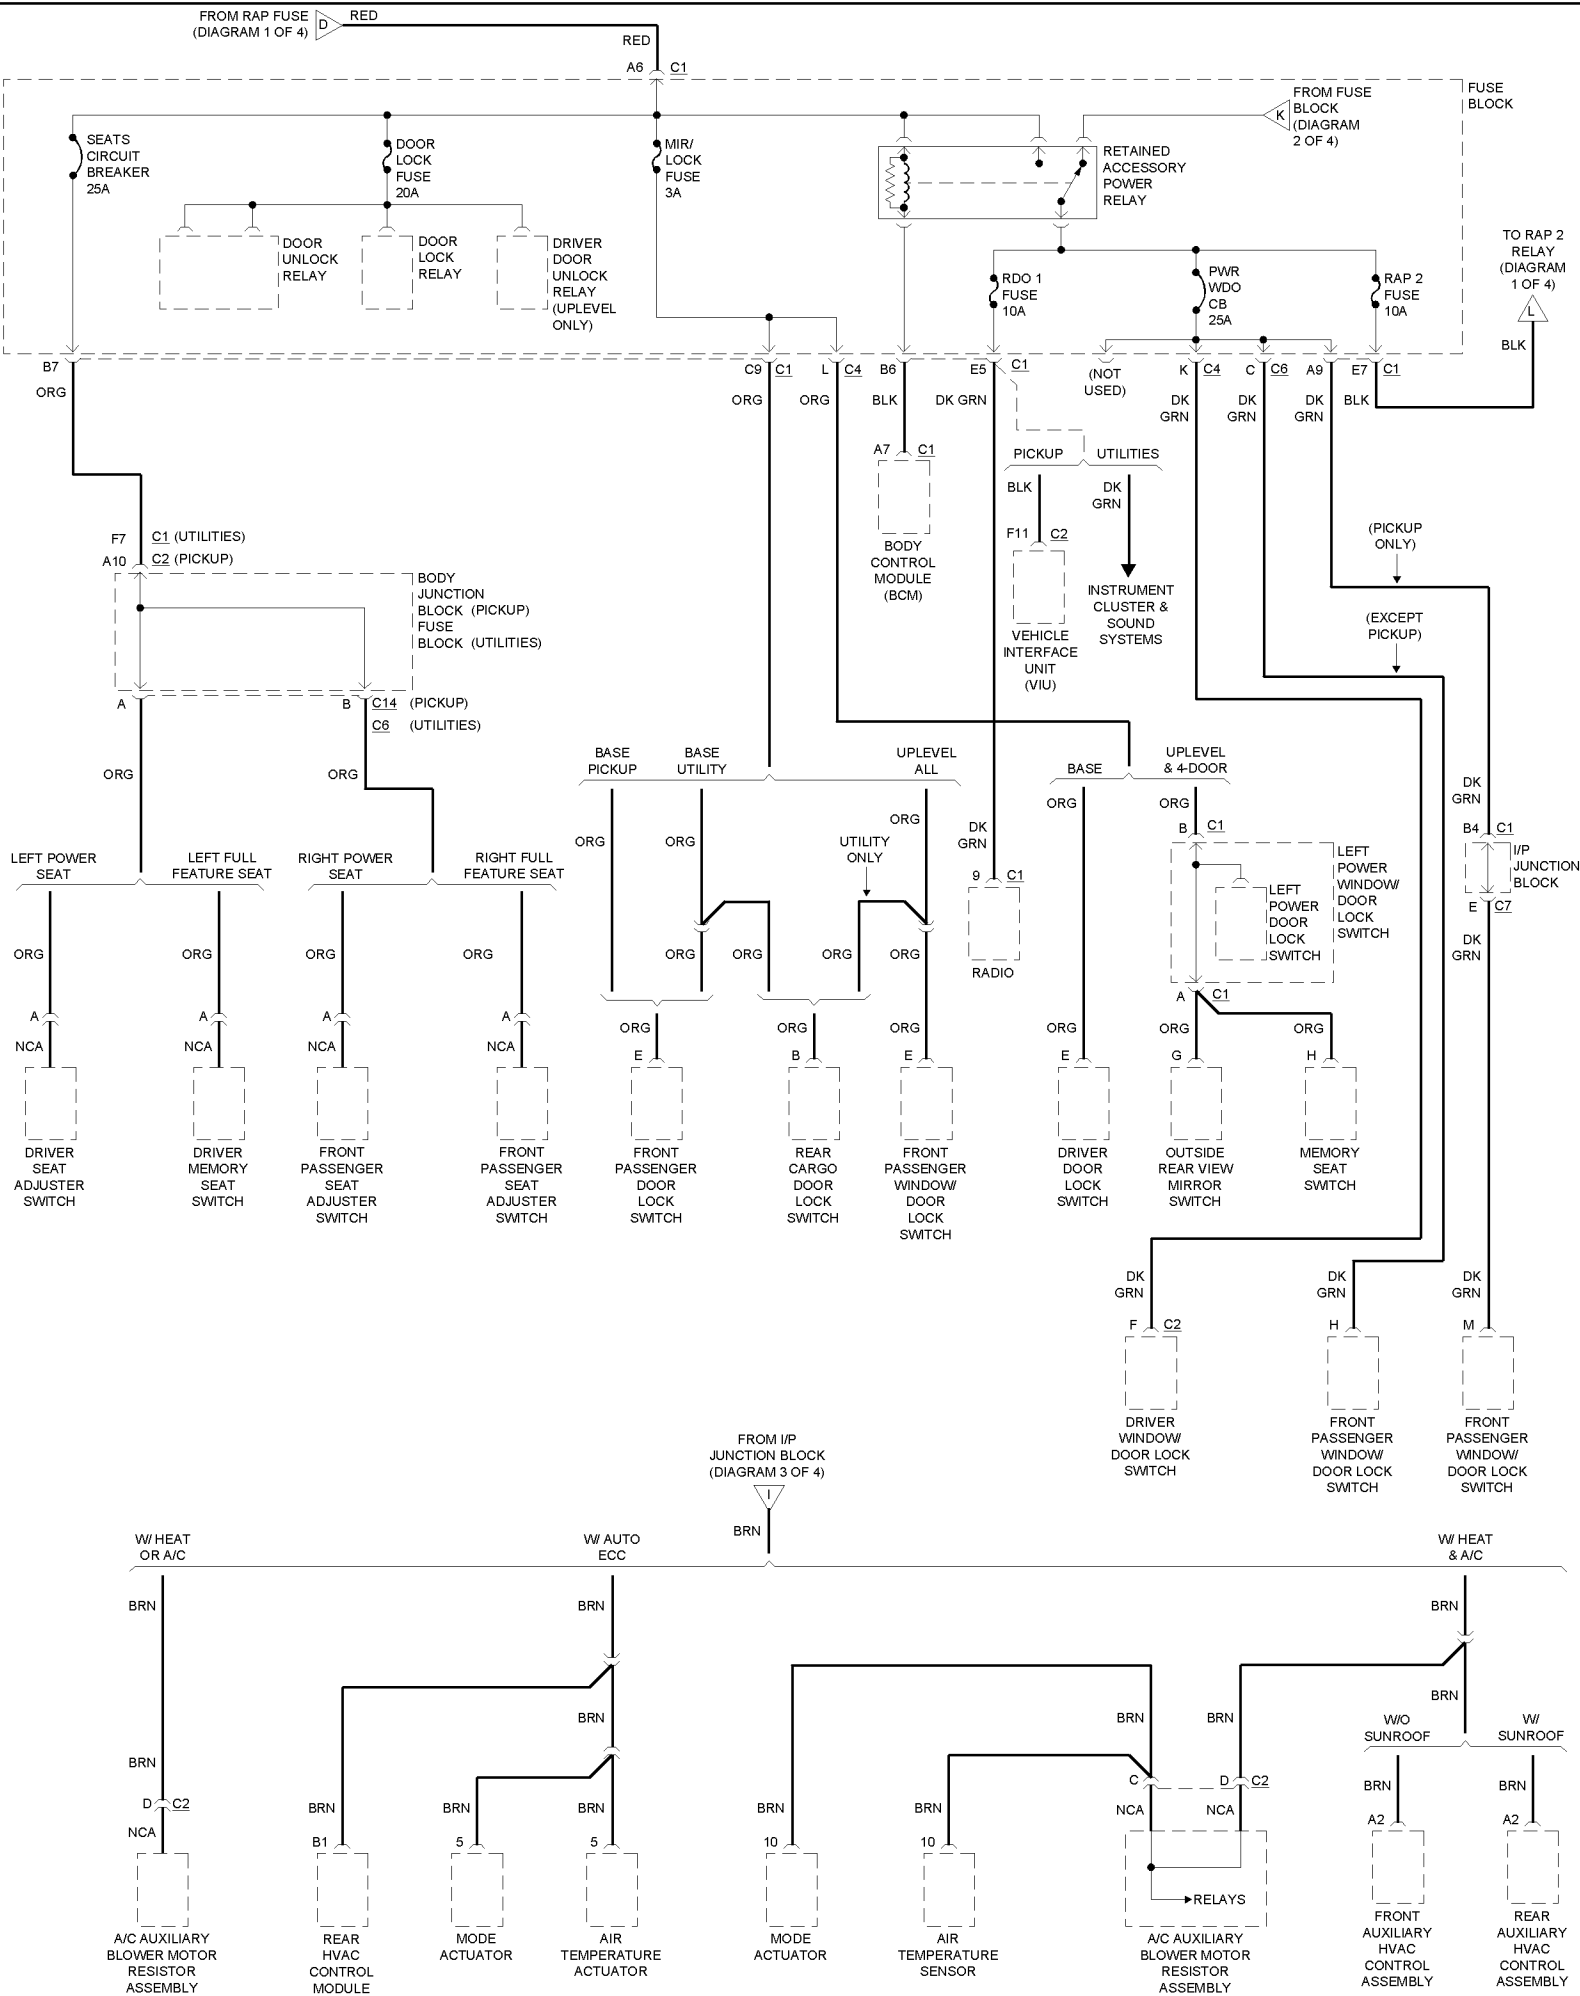 FROM RAP FUSE
(DIAGRAM 1 OF 4)
D
RED
RED
A6
C1
FUSE
BLOCK
FROM FUSE
BLOCK
(DIAGRAM
2 OF 4)
K
SEATS
CIRCUIT
BREAKER
25A
DOOR
LOCK
FUSE
20A
MIR/
LOCK
FUSE
3A
RETAINED
ACCESSORY
POWER
RELAY
DOOR
UNLOCK
RELAY
DOOR
LOCK
RELAY
DRIVER
DOOR
UNLOCK
RELAY
(UPLEVEL
ONLY)
RDO 1
FUSE
10A
PWR
WDO
CB
25A
RAP 2
FUSE
10A
TO RAP 2
RELAY
(DIAGRAM
1 OF 4)
L
BLK
B7
ORG
C9
C1
ORG
L
C4
ORG
B6
BLK
E5
C1
DK GRN
(NOT
USED)
K
C4
DK
GRN
C
C6
DK
GRN
A9
DK
GRN
E7
C1
BLK
A7
C1
BODY
CONTROL
MODULE
(BCM)
PICKUP
UTILITIES
BLK
DK
GRN
F11
C2
VEHICLE
INTERFACE
UNIT
(VIU)
INSTRUMENT
CLUSTER &
SOUND
SYSTEMS
(PICKUP
ONLY)
(EXCEPT
PICKUP)
F7
C1 (UTILITIES)
A10
C2 (PICKUP)
BODY
JUNCTION
BLOCK (PICKUP)
FUSE
BLOCK (UTILITIES)
A
B
C14 (PICKUP)
C6 (UTILITIES)
ORG
ORG
BASE
PICKUP
BASE
UTILITY
UPLEVEL
ALL
BASE
UPLEVEL
& 4-DOOR
ORG
ORG
ORG
UTILITY
ONLY
DK
GRN
9
C1
RADIO
ORG
ORG
B
C1
LEFT
POWER
WINDOW/
DOOR
LOCK
SWITCH
LEFT
POWER
DOOR
LOCK
SWITCH
A
C1
DK
GRN
B4
C1
I/P
JUNCTION
BLOCK
E
C7
DK
GRN
LEFT POWER
SEAT
LEFT FULL
FEATURE SEAT
RIGHT POWER
SEAT
RIGHT FULL
FEATURE SEAT
ORG
ORG
ORG
ORG
ORG
ORG
ORG
ORG
A
A
A
A
NCA
NCA
NCA
NCA
ORG
ORG
ORG
ORG
ORG
ORG
E
B
E
E
G
H
DRIVER
SEAT
ADJUSTER
SWITCH
DRIVER
MEMORY
SEAT
SWITCH
FRONT
PASSENGER
SEAT
ADJUSTER
SWITCH
FRONT
PASSENGER
SEAT
ADJUSTER
SWITCH
FRONT
PASSENGER
DOOR
LOCK
SWITCH
REAR
CARGO
DOOR
LOCK
SWITCH
FRONT
PASSENGER
WINDOW/
DOOR
LOCK
SWITCH
DRIVER
DOOR
LOCK
SWITCH
OUTSIDE
REAR VIEW
MIRROR
SWITCH
MEMORY
SEAT
SWITCH
DK
GRN
DK
GRN
DK
GRN
F
C2
H
M
DRIVER
WINDOW/
DOOR LOCK
SWITCH
FRONT
PASSENGER
WINDOW/
DOOR LOCK
SWITCH
FRONT
PASSENGER
WINDOW/
DOOR LOCK
SWITCH
FROM I/P
JUNCTION BLOCK
(DIAGRAM 3 OF 4)
I
BRN
W/ HEAT
OR A/C
W/ AUTO
ECC
W/ HEAT
& A/C
BRN
BRN
BRN
BRN
BRN
BRN
BRN
W/O
SUNROOF
W/
SUNROOF
BRN
D
C2
NCA
BRN
B1
BRN
5
BRN
5
BRN
10
BRN
10
C
NCA
D
C2
NCA
BRN
A2
BRN
A2
RELAYS
A/C AUXILIARY
BLOWER MOTOR
RESISTOR
ASSEMBLY
REAR
HVAC
CONTROL
MODULE
MODE
ACTUATOR
AIR
TEMPERATURE
ACTUATOR
MODE
ACTUATOR
AIR
TEMPERATURE
SENSOR
A/C AUXILIARY
BLOWER MOTOR
RESISTOR
ASSEMBLY
FRONT
AUXILIARY
HVAC
CONTROL
ASSEMBLY
REAR
AUXILIARY
HVAC
CONTROL
ASSEMBLY